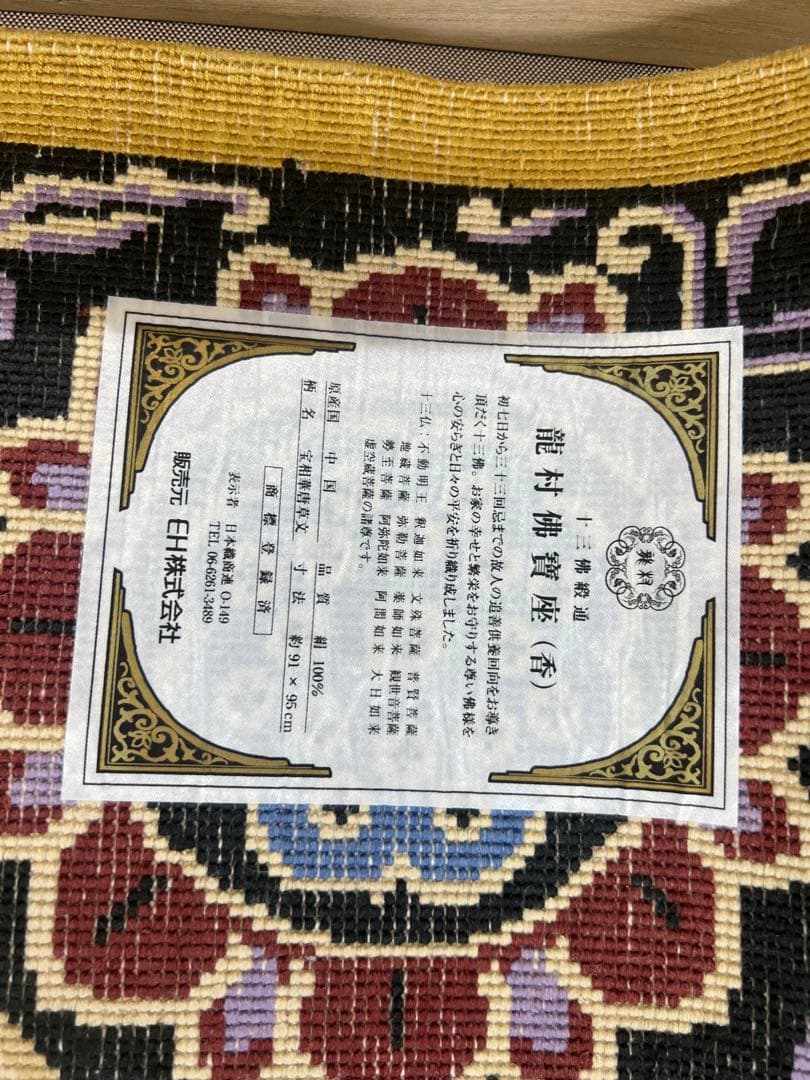 十三佛緞通
龍村佛寶座（香）
初七日から三十三回忌までの故人の追善供養回向をお導き
頂だく十三佛。お家の幸せと繁栄をお守りする尊い佛様を
心の安らぎと日々の平安を祈り織り成しました。
十三仏：不動明王 釈迦如来 文殊菩薩 普賢菩薩
地蔵菩薩 弥勒菩薩 薬師如来 観世音菩薩
勢至菩薩 阿弥陀如来 阿閦如来 大日如来
虚空蔵菩薩の諸尊です。
原産国 中国 品質 絹 100%
柄名 宝相華唐草文 寸法 約 91 × 95 cm
商標登録済
表示者 日本織商連 O-149
TEL 06-6261-3489
販売元 EH株式会社